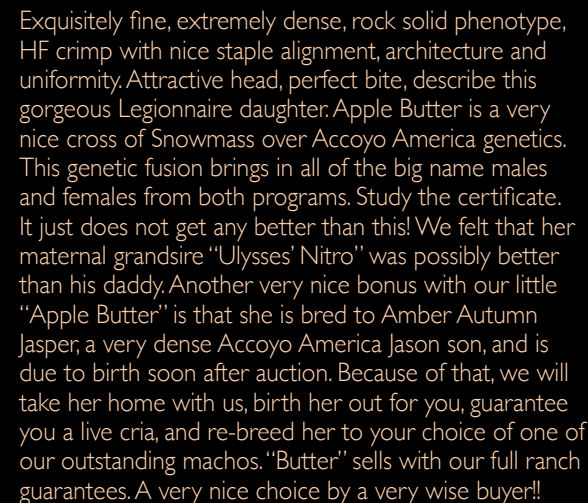 Exquisitely fine, extremely dense, rock solid phenotype,
HF crimp with nice staple alignment, architecture and
uniformity. Attractive head, perfect bite, describe this
gorgeous Legionnaire daughter. Apple Butter is a very
nice cross of Snowmass over Accoyo America genetics.
This genetic fusion brings in all of the big name males
and females from both programs. Study the certificate.
It just does not get any better than this! We felt that her
maternal grandsire “Ulysses’ Nitro” was possibly better
than his daddy. Another very nice bonus with our little
“Apple Butter” is that she is bred to Amber Autumn
Jasper, a very dense Accoyo America Jason son, and is
due to birth soon after auction. Because of that, we will
take her home with us, birth her out for you, guarantee
you a live cria, and re-breed her to your choice of one of
our outstanding machos. “Butter” sells with our full ranch
guarantees. A very nice choice by a very wise buyer!!